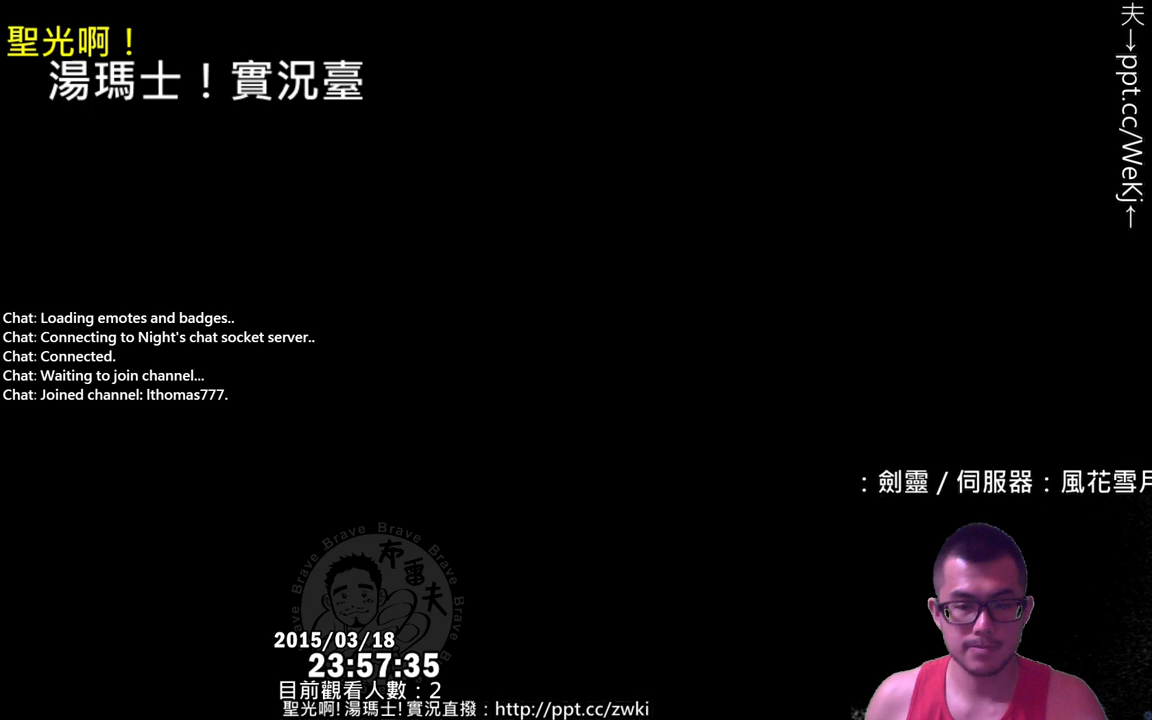 聖光啊！
湯瑪士！實況臺
夫→ppt.cc/WeKj←
Chat: Loading emotes and badges..
Chat: Connecting to Night's chat socket server..
Chat: Connected.
Chat: Waiting to join channel...
Chat: Joined channel: lthomas777.
：劍靈 / 伺服器：風花雪月
Brave Brave Brave Brave Brave Brave
布雷夫
2015/03/18
23:57:35
目前觀看人數：2
聖光啊!湯瑪士!實況直撥：http://ppt.cc/zwki